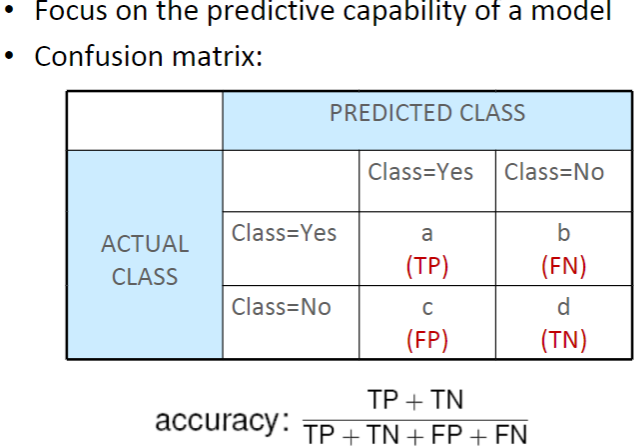 • Focus on the predictive capability of a model
• Confusion matrix:
PREDICTED CLASS
Class=Yes Class=No
ACTUAL
CLASS
Class=Yes a b
(TP) (FN)
Class=No c d
(FP) (TN)
accuracy: TP + TN
TP + TN + FP + FN